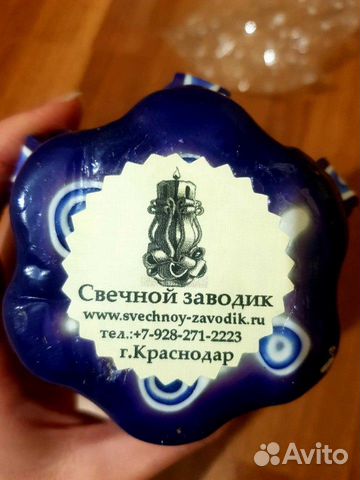 Свечной заводик
www.svechnoy-zavodik.ru
тел.:+7-928-271-2223
г.Краснодар
Avito